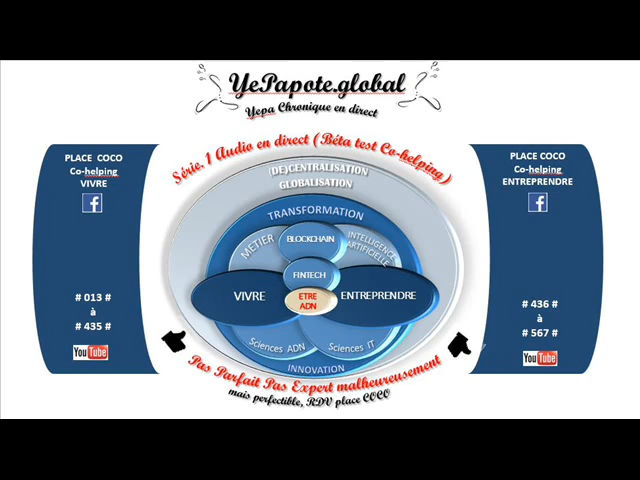 YePapote.global
Yepa Chronique en direct
Série. 1 Audio en direct ( Béta test Co-helping)
PLACE COCO
Co-helping
VIVRE
# 013 #
à
# 435 #
YouTube
(DE)CENTRALISATION
GLOBALISATION
TRANSFORMATION
METIER
BLOCKCHAIN
INTELLIGENCE
ARTIFICIELLE
FINTECH
VIVRE
ETRE
ADN
ENTREPRENDRE
Sciences ADN
Sciences IT
INNOVATION
Pas Parfait Pas Expert malheureusement
mais perfectible, RDV place COCO
PLACE COCO
Co-helping
ENTREPRENDRE
# 436 #
à
# 567 #
YouTube